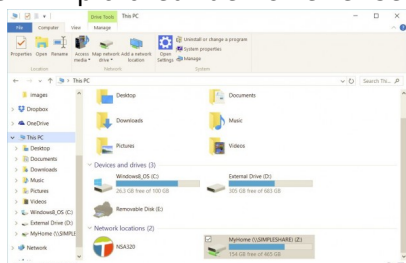 Drive Tools
This PC
File
Computer
View
Manage
Properties
Open
Rename
Access media
Map network drive
Add a network location
Open Settings
Uninstall or change a program
System properties
Manage
Location
Network
System
This PC
Search Thi...
Images
Dropbox
OneDrive
This PC
Desktop
Documents
Downloads
Music
Pictures
Videos
Windows8_OS (C:)
External Drive (D:)
MyHome (\\SIMPLE
Network
Desktop
Documents
Downloads
Music
Pictures
Videos
Devices and drives (3)
Windows8_OS (C:)
26.3 GB free of 100 GB
External Drive (D:)
305 GB free of 683 GB
Removable Disk (E:)
Network locations (2)
NSA320
MyHome (\\SIMPLESHARE) (Z:)
154 GB free of 465 GB